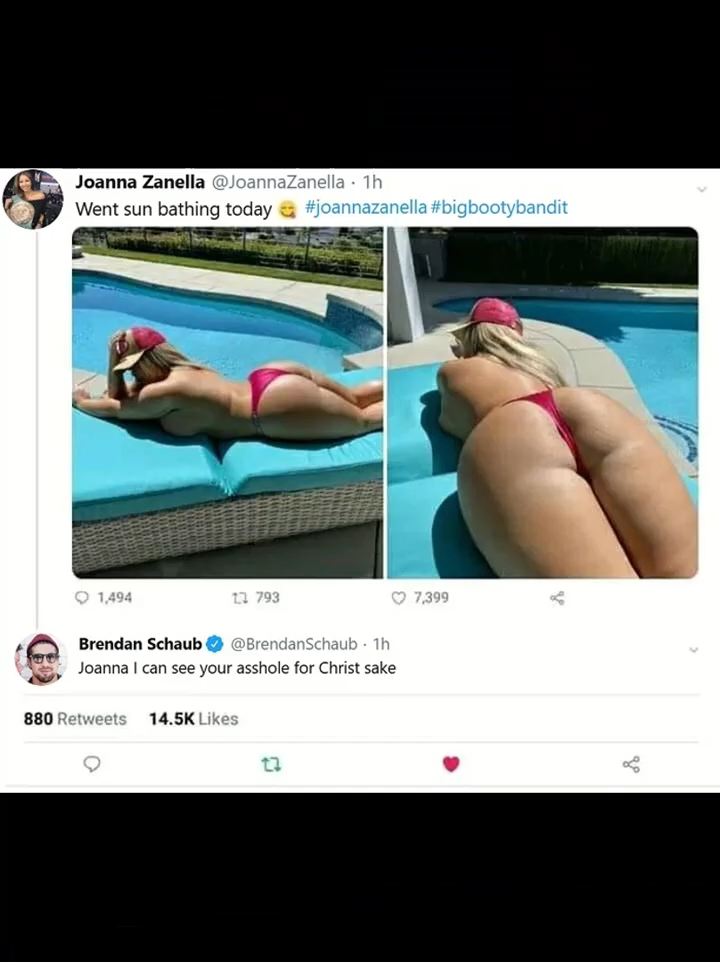 Joanna Zanella @JoannaZanella · 1h
Went sun bathing today 😋 #joannazanella #bigbootybandit
1,494 793 7,399
Brendan Schaub @BrendanSchaub · 1h
Joanna I can see your asshole for Christ sake
880 Retweets 14.5K Likes